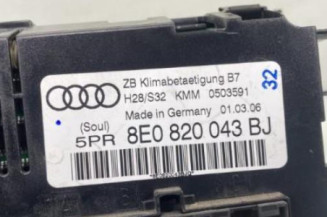 ZB Klimabetaetigung B7
H28/S32 KMM 0503591
Made in Germany 01.03.06
32
(Soul)
5PR 8E0 820 043 BJ